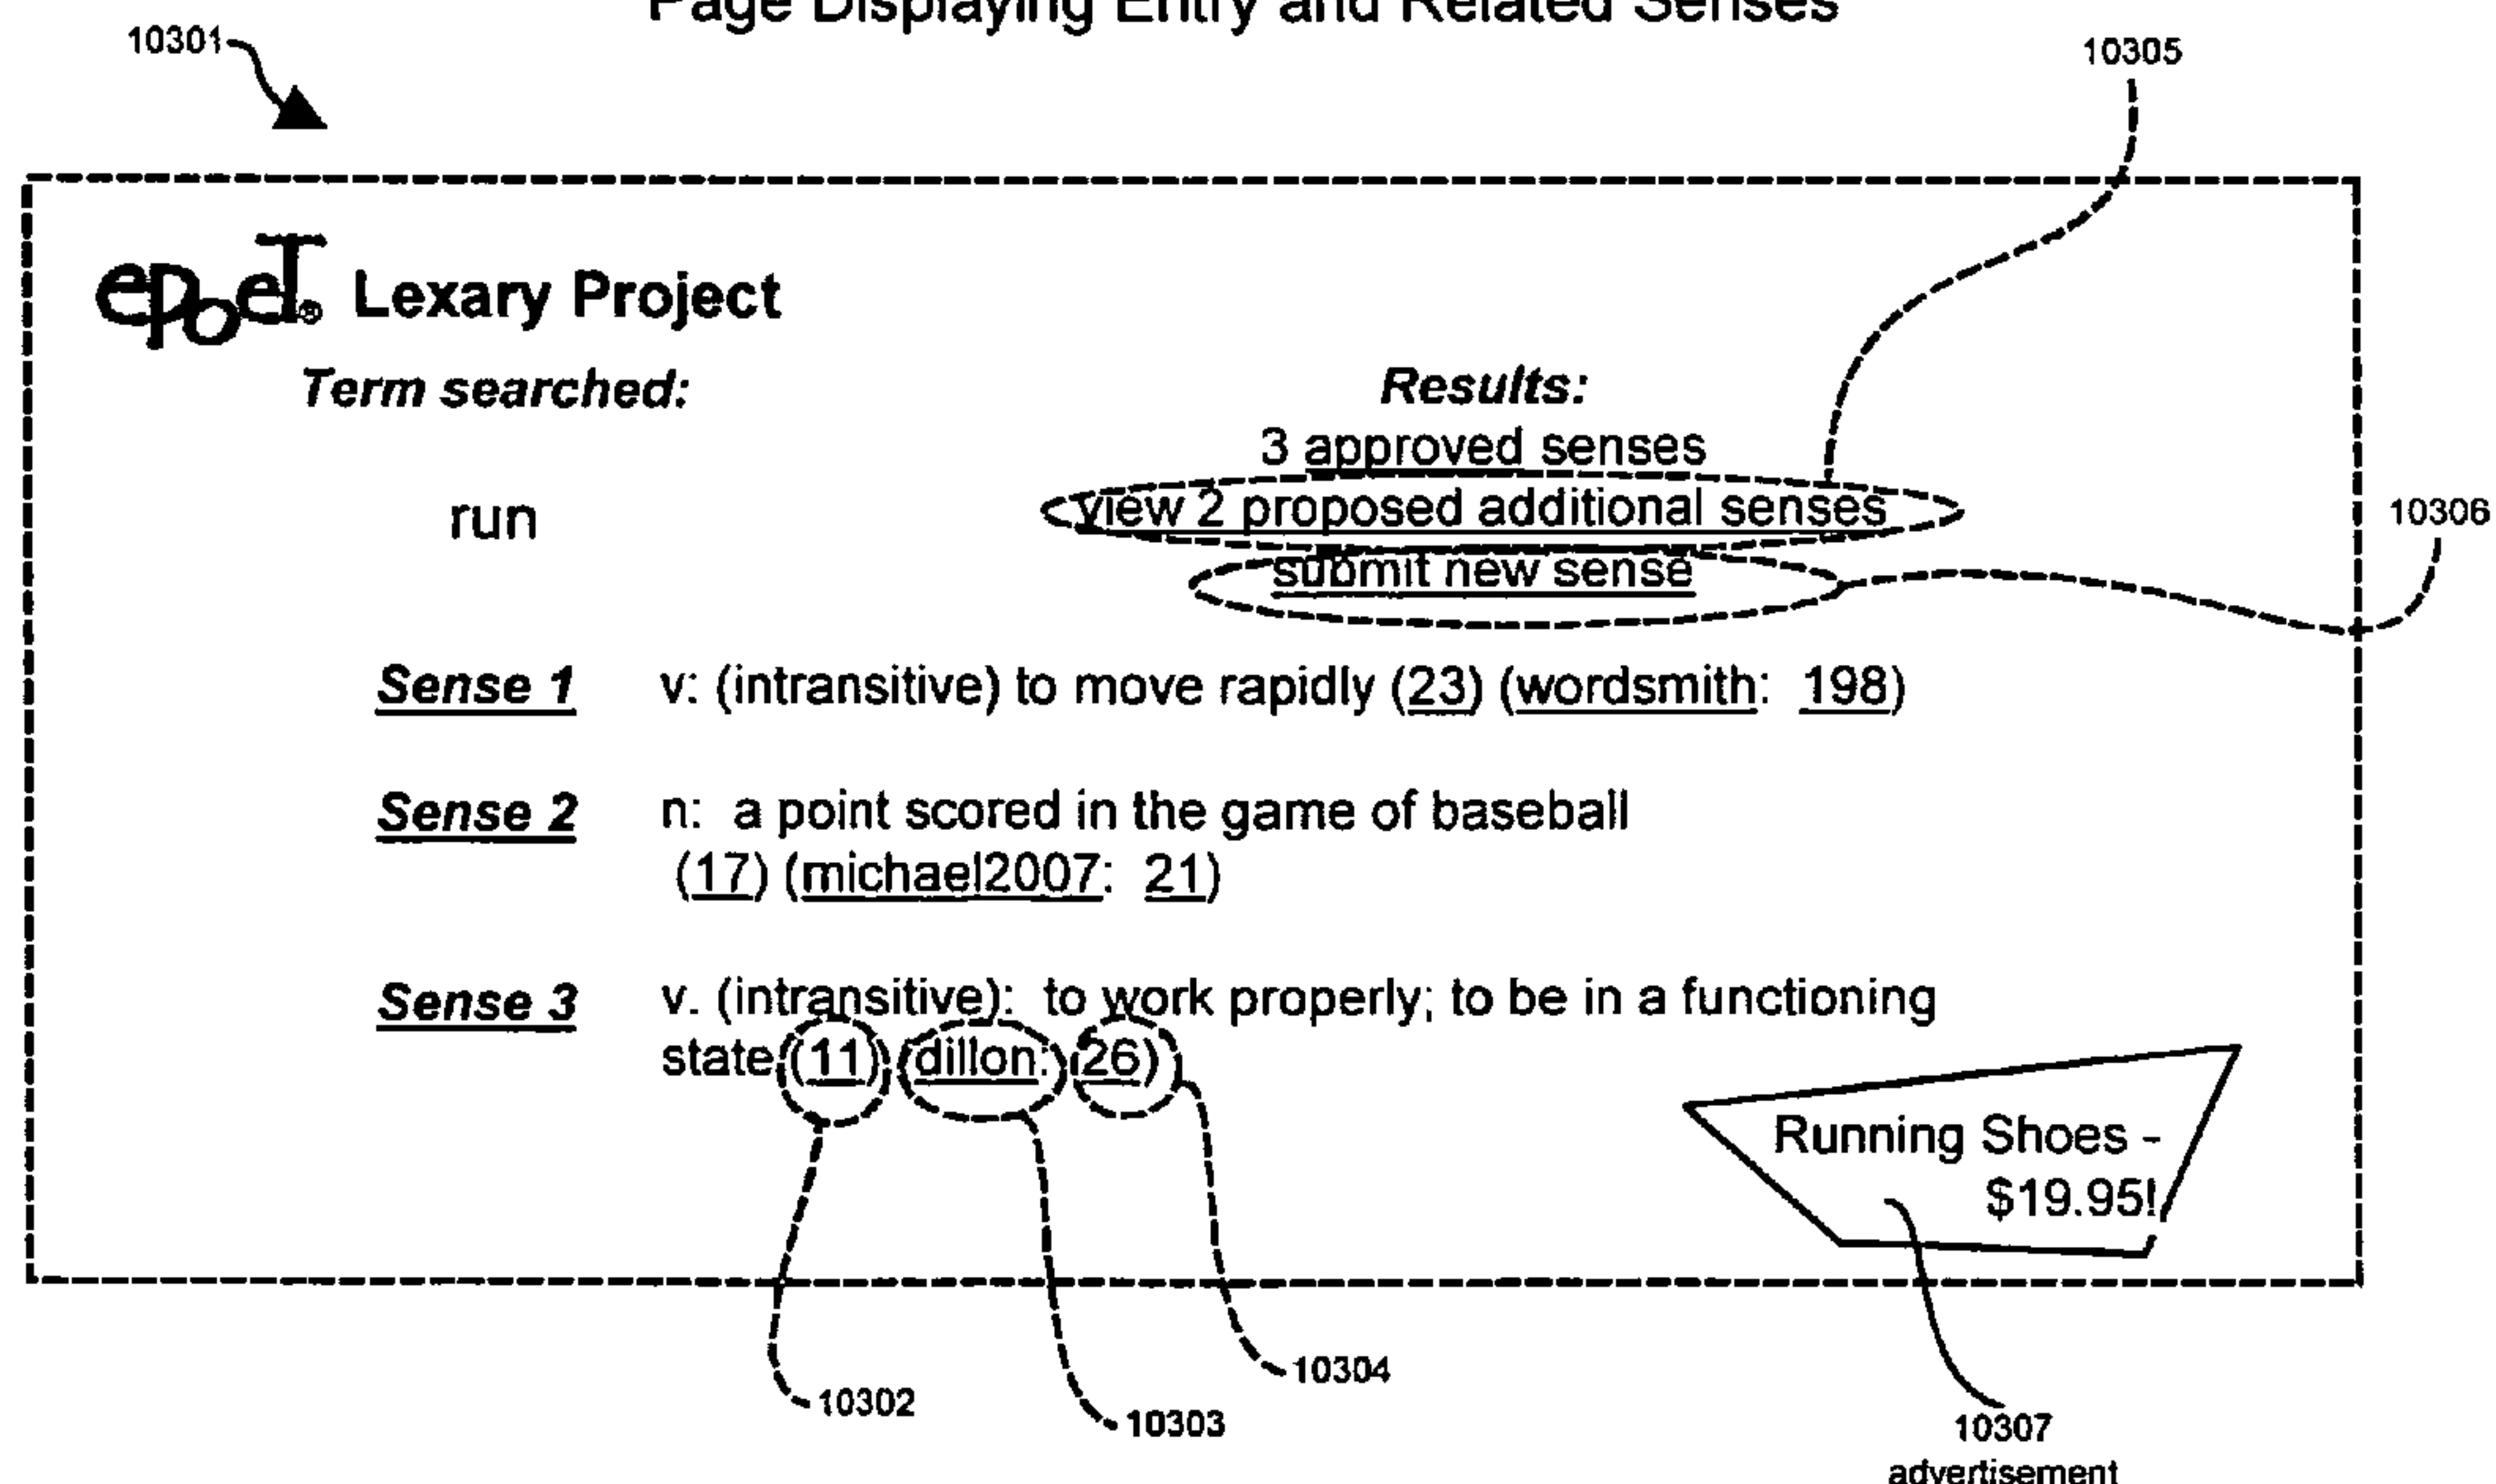 Page Displaying Entry and Related Senses
10301
10305
epoet® Lexary Project
Term searched:
Results:
3 approved senses
run
view 2 proposed additional senses
10306
submit new sense
Sense 1 v: (intransitive) to move rapidly (23) (wordsmith: 198)
Sense 2 n: a point scored in the game of baseball
(17) (michael2007: 21)
Sense 3 v. (intransitive): to work properly; to be in a functioning
state (11) (dillon: 26)
Running Shoes -
$19.95!
10304
10302
10303
10307
advertisement